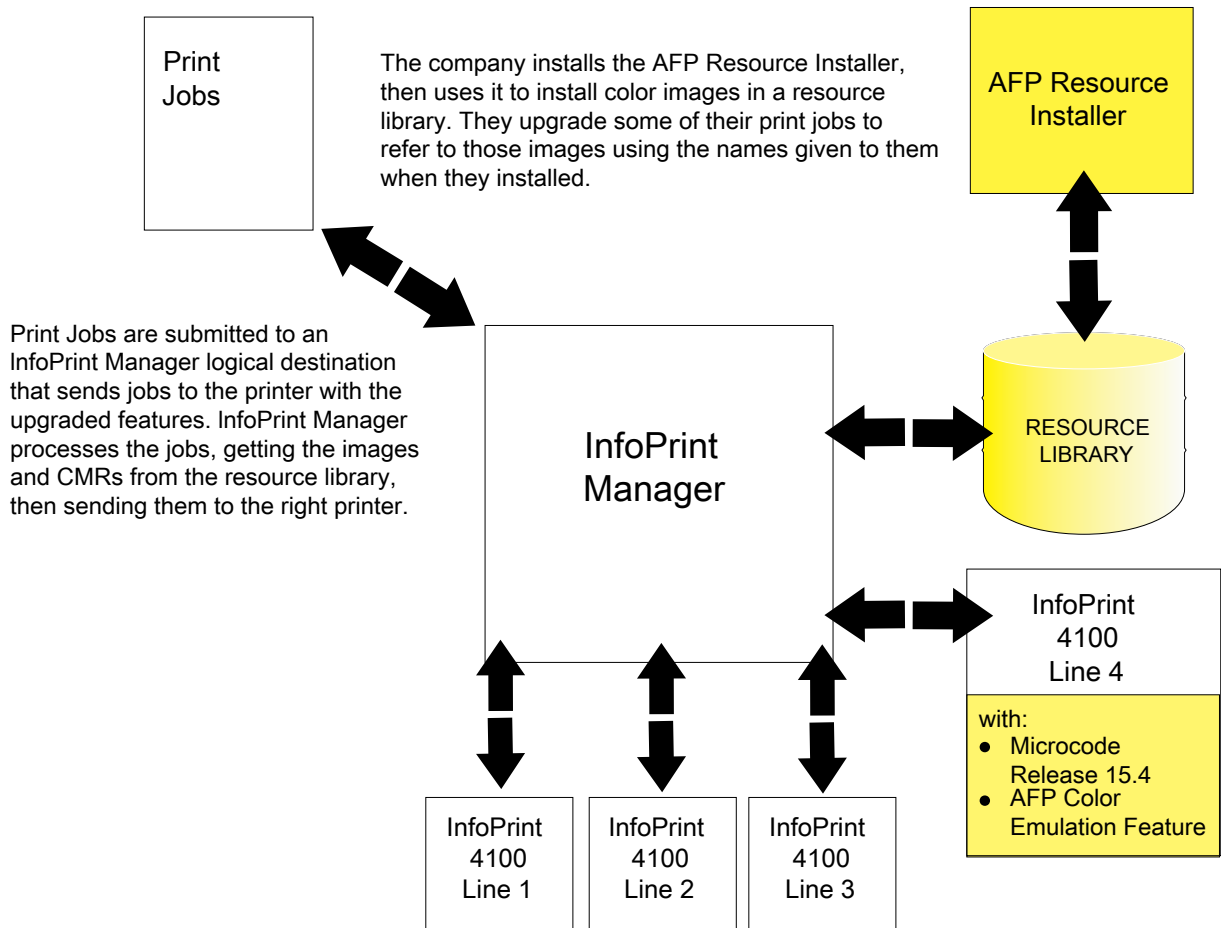 Print
Jobs
The company installs the AFP Resource Installer,
then uses it to install color images in a resource
library. They upgrade some of their print jobs to
refer to those images using the names given to them
when they installed.
AFP Resource
Installer
Print Jobs are submitted to an
InfoPrint Manager logical destination
that sends jobs to the printer with the
upgraded features. InfoPrint Manager
processes the jobs, getting the images
and CMRs from the resource library,
then sending them to the right printer.
InfoPrint
Manager
RESOURCE
LIBRARY
InfoPrint
4100
Line 4
with:
● Microcode
Release 15.4
● AFP Color
Emulation Feature
InfoPrint
4100
Line 1
InfoPrint
4100
Line 2
InfoPrint
4100
Line 3